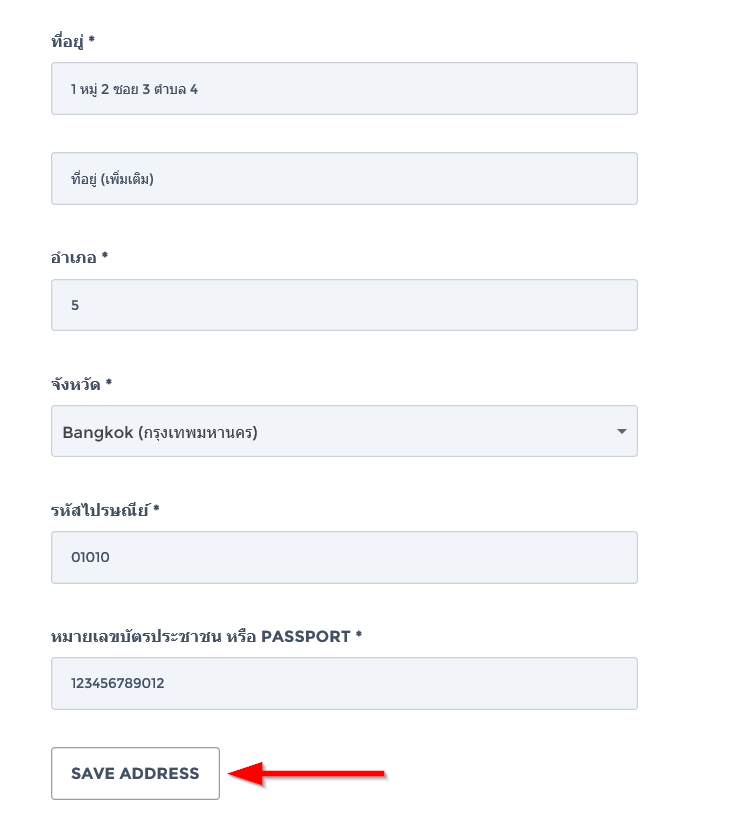 ที่อยู่ *
1 หมู่ 2 ซอย 3 ตำบล 4
ที่อยู่ (เพิ่มเติม)
อำเภอ *
5
จังหวัด *
Bangkok (กรุงเทพมหานคร)
รหัสไปรษณีย์ *
01010
หมายเลขบัตรประชาชน หรือ PASSPORT *
123456789012
SAVE ADDRESS